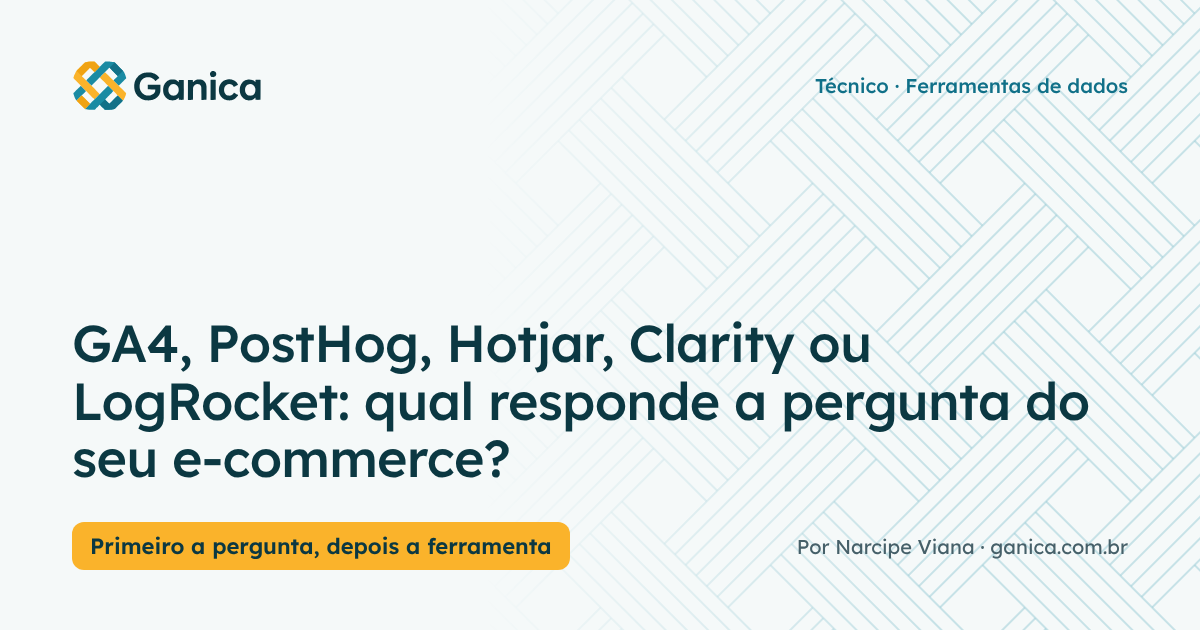 Ganica
Técnico · Ferramentas de dados
GA4, PostHog, Hotjar, Clarity ou
LogRocket: qual responde a pergunta do
seu e-commerce?
Primeiro a pergunta, depois a ferramenta
Por Narcipe Viana · ganica.com.br